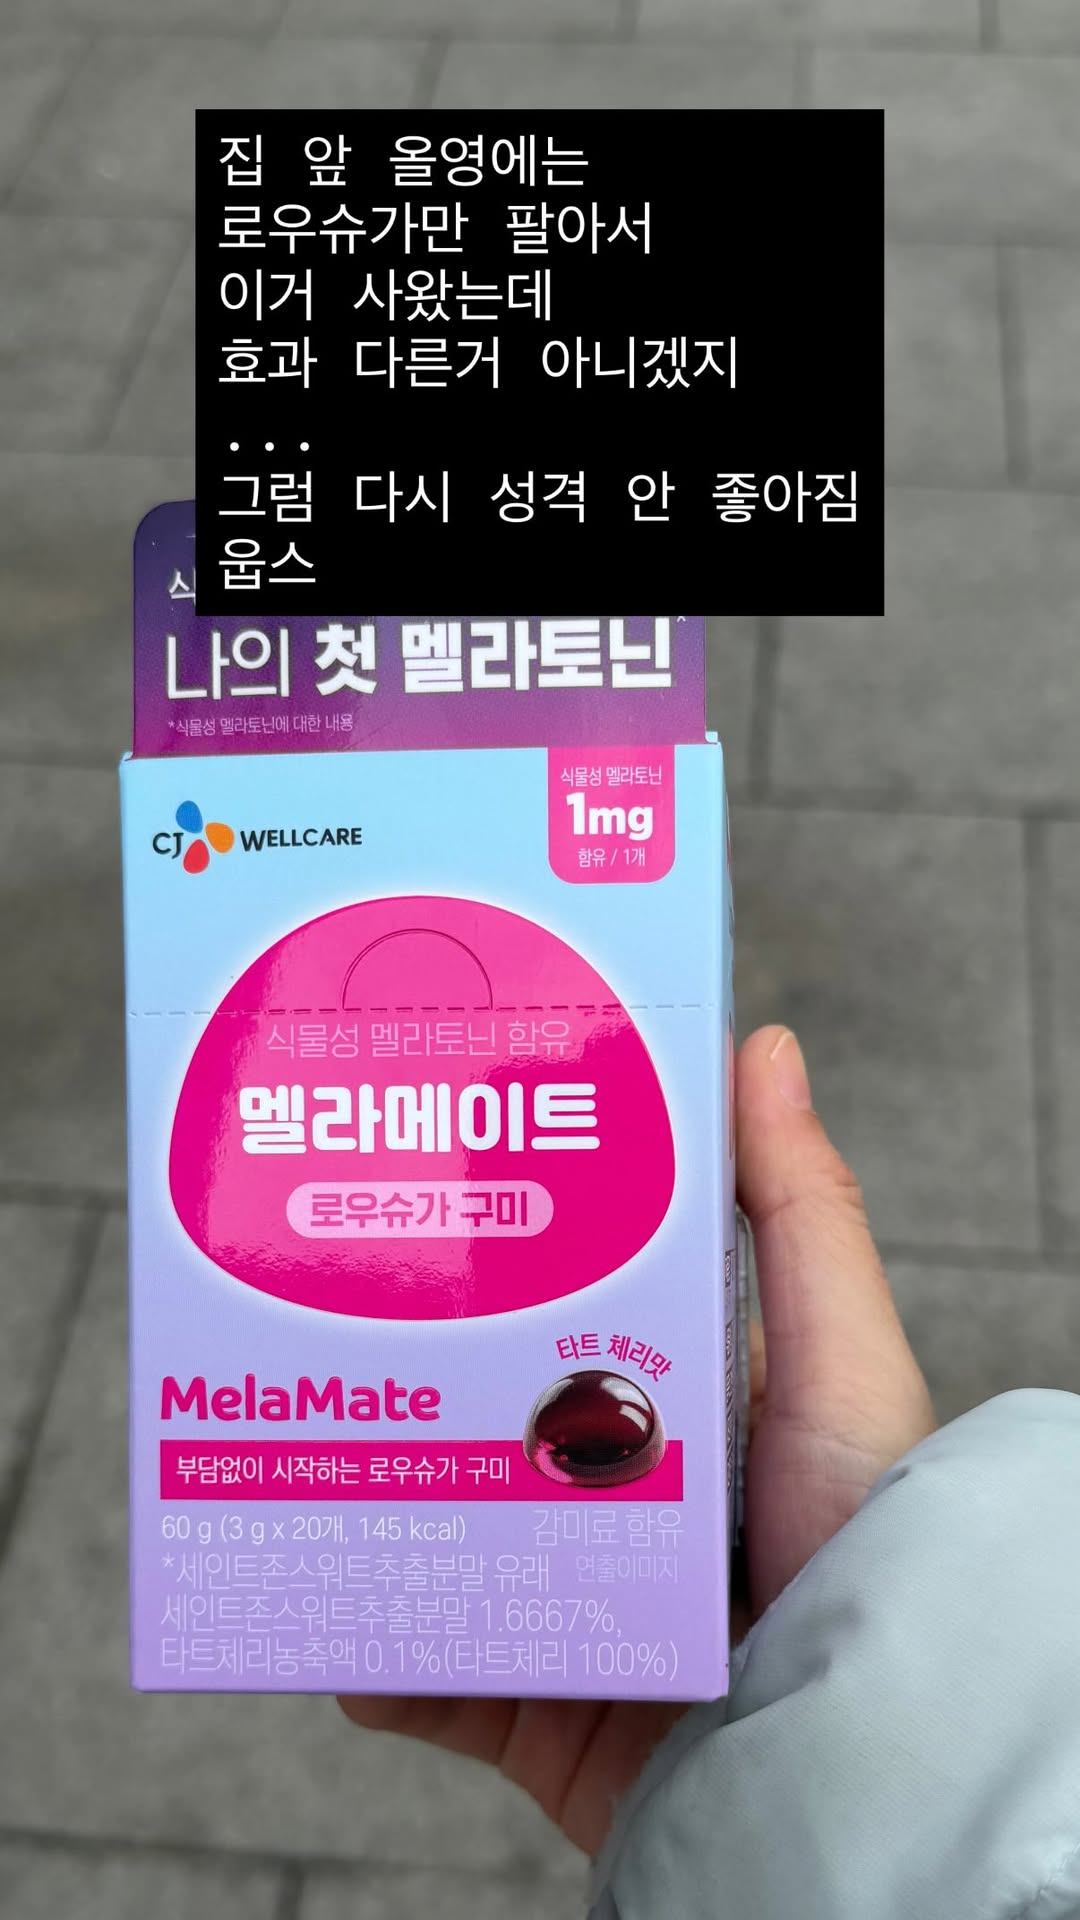 집 앞 올영에는
로우슈가만 팔아서
이거 사왔는데
효과 다른거 아니겠지
...
그럼 다시 성격 안 좋아짐
웁스
나의 첫 멜라토닌*
*식물성 멜라토닌에 대한 내용
식물성 멜라토닌
1mg
함유 / 1개
CJ WELLCARE
식물성 멜라토닌 함유
멜라메이트
로우슈가 구미
타트 체리맛
MelaMate
부담없이 시작하는 로우슈가 구미
60 g (3 g x 20개, 145 kcal)
감미료 함유
*세인트존스워트추출분말 유래
연출이미지
세인트존스워트추출분말 1.6667%,
타트체리농축액 0.1%(타트체리 100%)